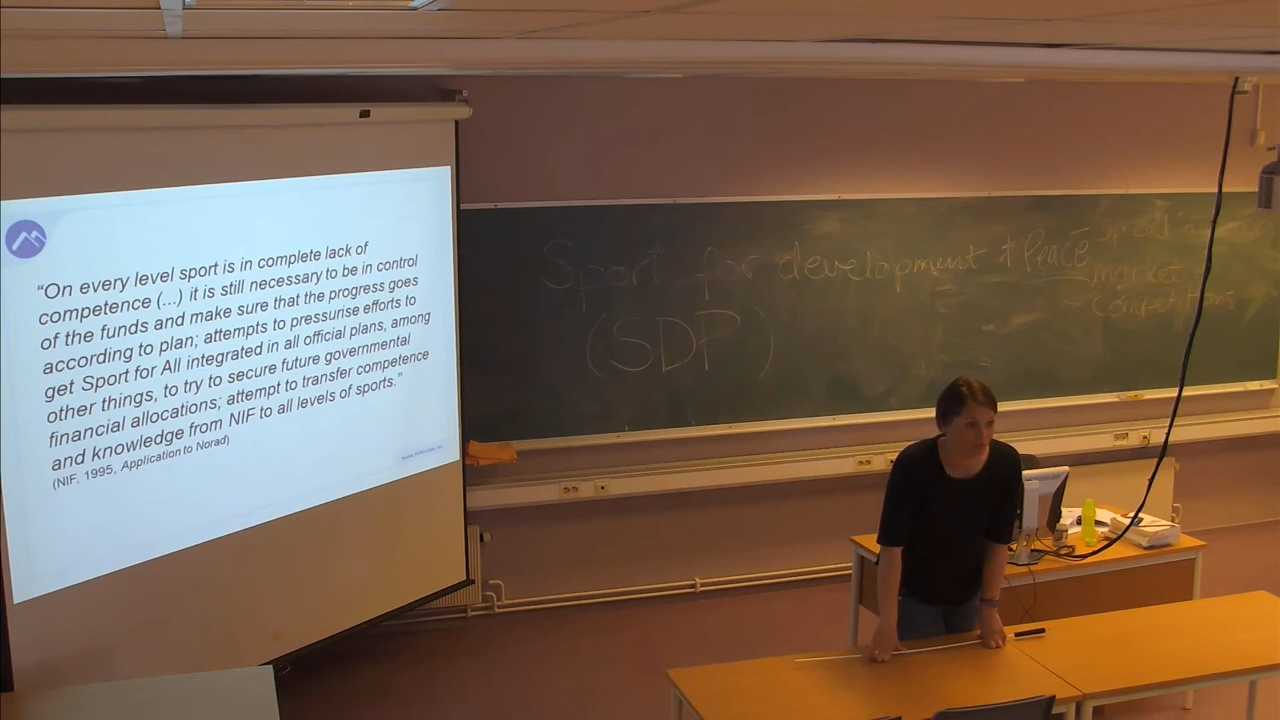 “On every level sport is in complete lack of
competence (...) it is still necessary to be in control
of the funds and make sure that the progress goes
according to plan; attempts to pressurise efforts to
get Sport for All integrated in all official plans, among
other things, to try to secure future governmental
financial allocations; attempt to transfer competence
and knowledge from NIF to all levels of sports.”
(NIF, 1995, Application to Norad)
Sport for development + Peace
(SDP)
spread
market
competitions